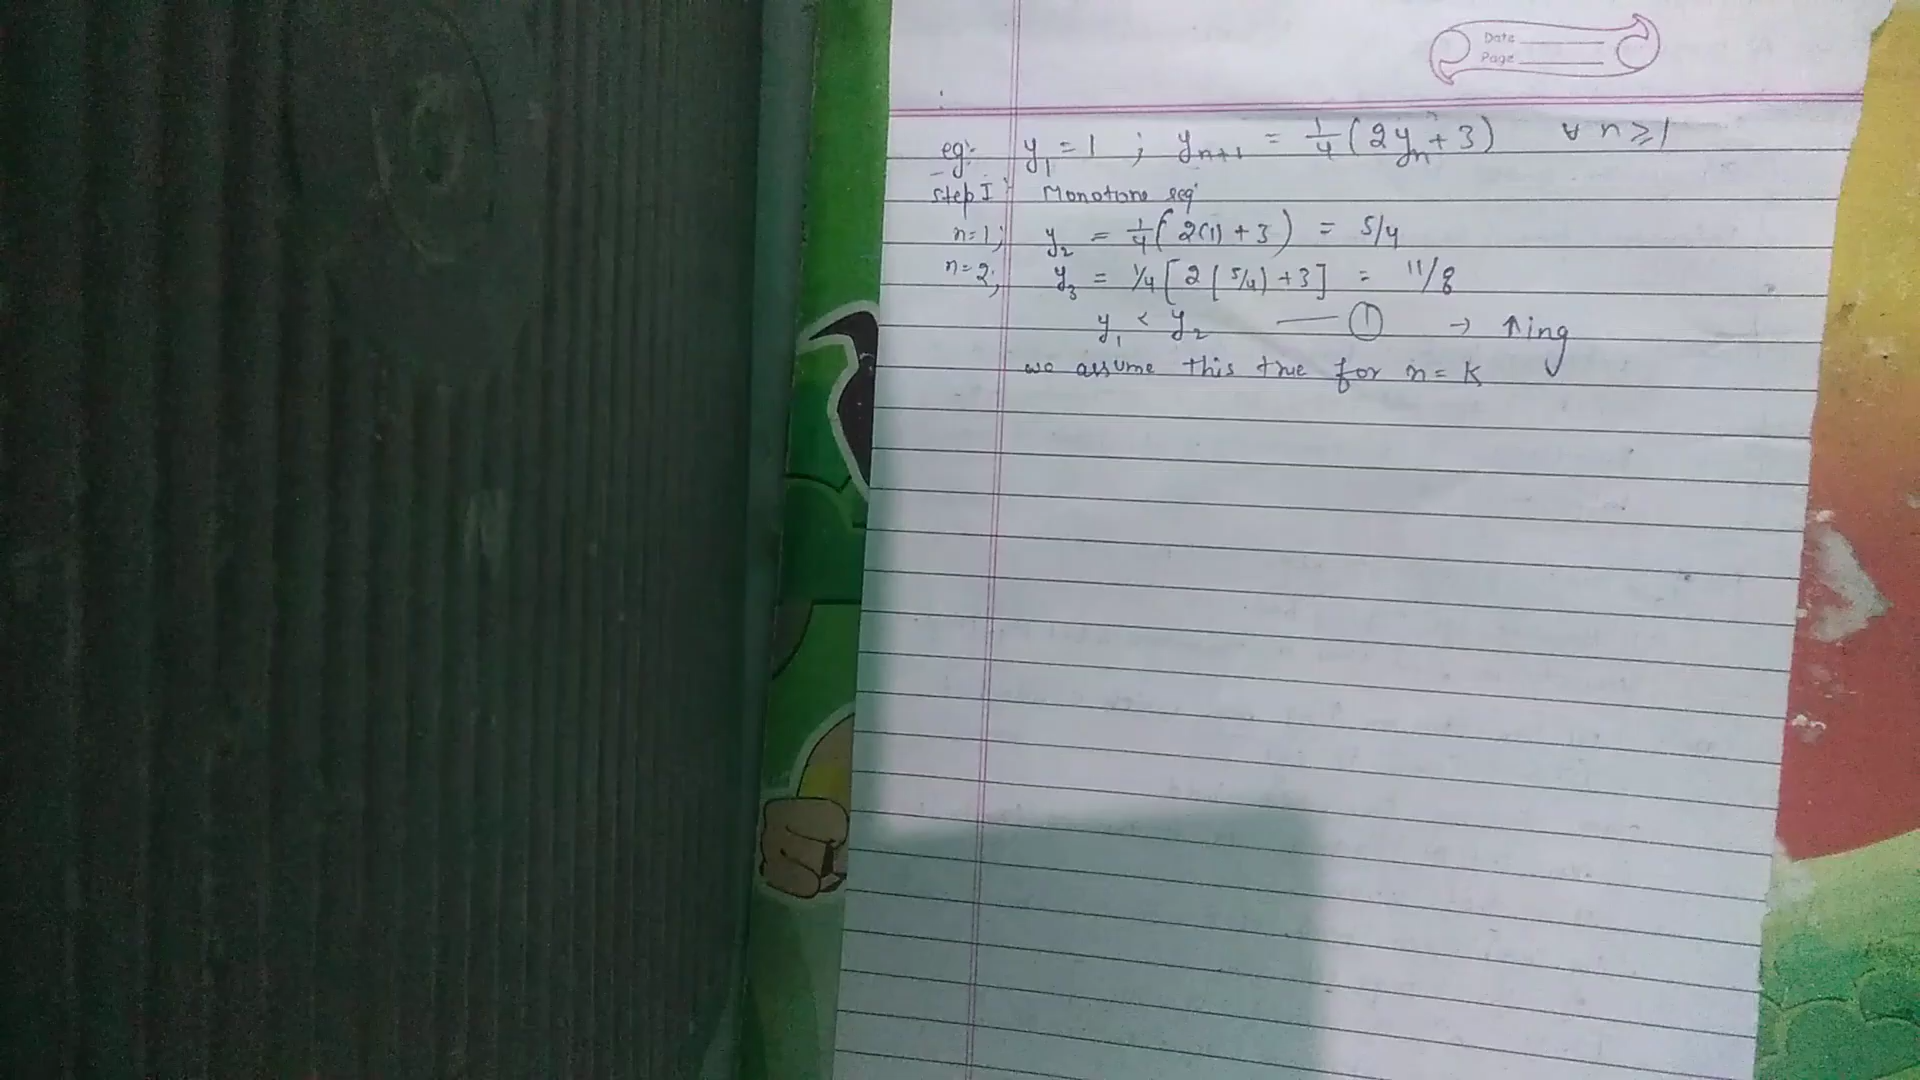 Date
Page
eg:- y₁ = 1 ; yₙ₊₁ = 1/4 (2yₙ + 3) ∀ n ≥ 1
Step I Monotone seq
n=1; y₂ = 1/4 (2(1) + 3) = 5/4
n=2; y₃ = 1/4 [2(5/4) + 3] = 11/8
y₁ < y₂ — ① → ↑ing
we assume this true for n = k